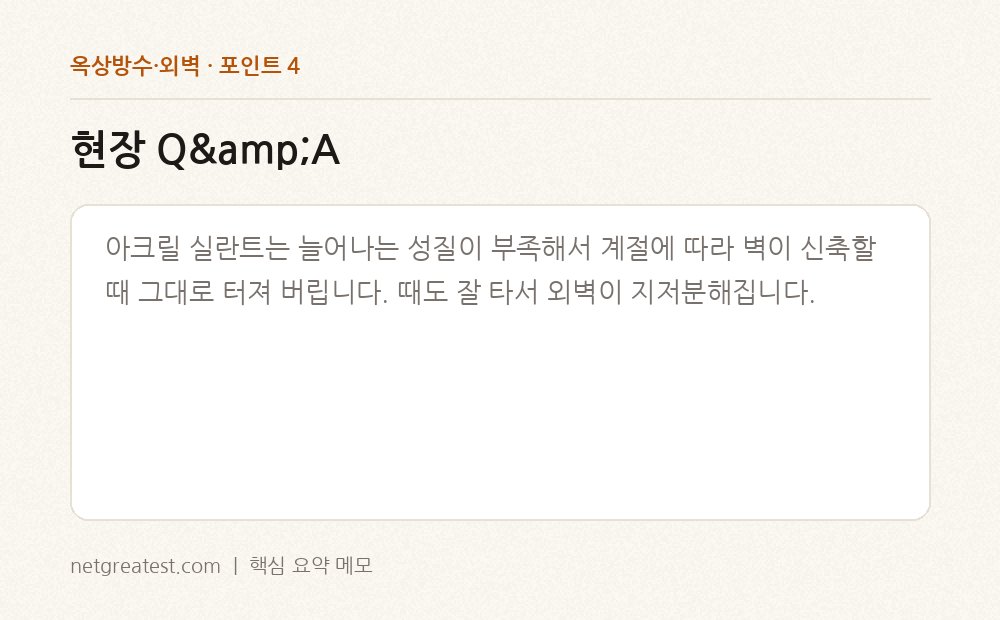 옥상방수·외벽 · 포인트 4
현장 Q&amp;A
아크릴 실란트는 늘어나는 성질이 부족해서 계절에 따라 벽이 신축할
때 그대로 터져 버립니다. 때도 잘 타서 외벽이 지저분해집니다.
netgreatest.com | 핵심 요약 메모